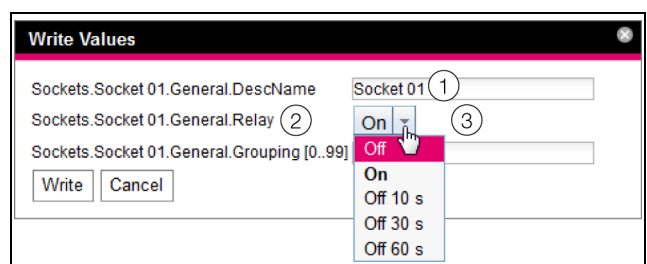 Write Values
Sockets.Socket 01.General.DescName Socket 01 1
Sockets.Socket 01.General.Relay 2 On 3
Sockets.Socket 01.General.Grouping [0..99] Off
Write Cancel On
Off 10 s
Off 30 s
Off 60 s